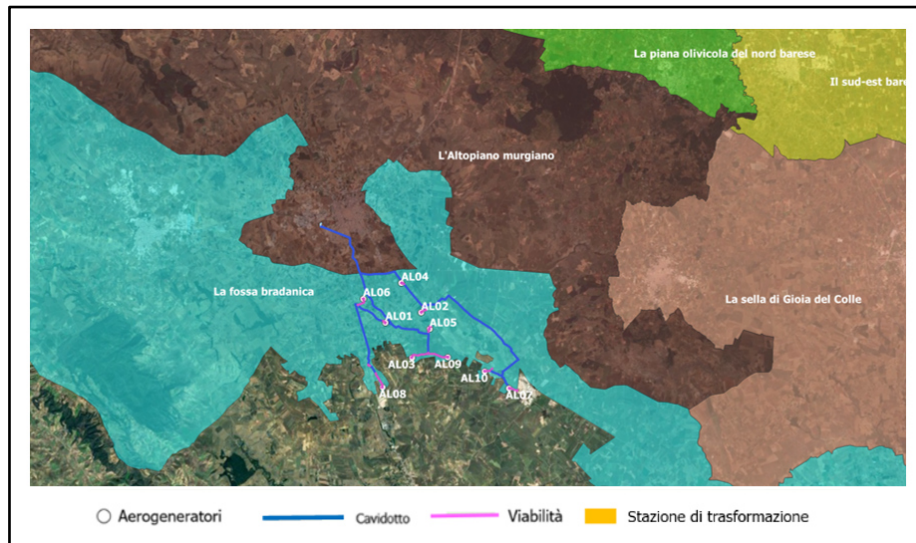 La piana olivicola del nord barese
Il sud-est bare
L'Altopiano murgiano
AL04
La fossa bradanica
AL06
La sella di Gioia del Colle
AL02
AL01
AL05
AL03
AL09
AL10
AL08
AL07
Aerogeneratori
Cavidotto
Viabilità
Stazione di trasformazione